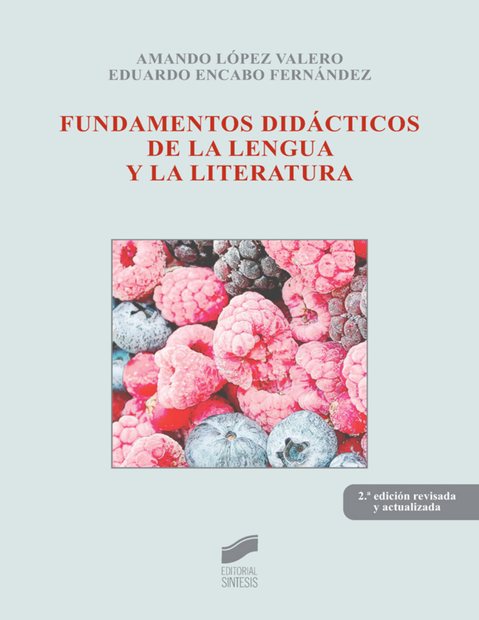 AMANDO LÓPEZ VALERO
EDUARDO ENCABO FERNÁNDEZ
FUNDAMENTOS DIDÁCTICOS
DE LA LENGUA
Y LA LITERATURA
2.ª edición revisada
y actualizada
EDITORIAL
SINTESIS